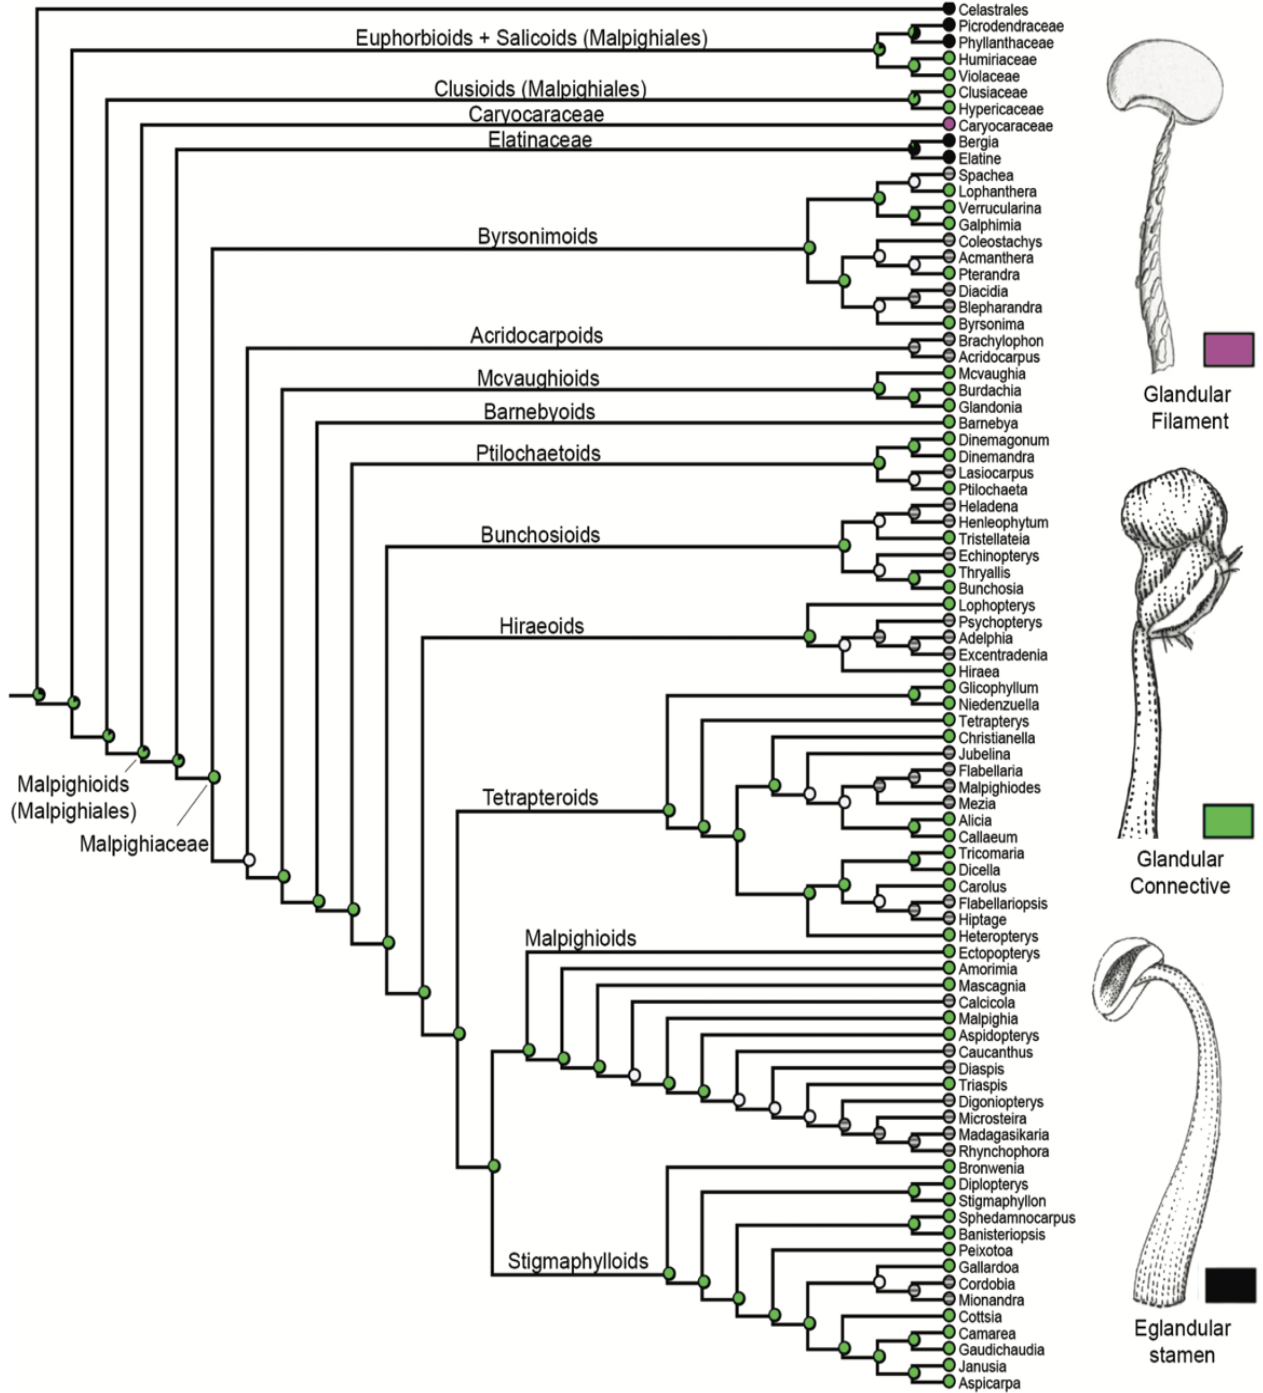 Celastrales
Picrodendraceae
Euphorbioids + Salicoids (Malpighiales)
Phyllanthaceae
Humiriaceae
Violaceae
Clusioids (Malpighiales)
Clusiaceae
Hypericaceae
Caryocaraceae
Caryocaraceae
Elatinaceae
Bergia
Elatine
Spachea
Lophanthera
Verrucularina
Galphimia
Byrsonimoids
Coleostachys
Acmanthera
Pterandra
Diacidia
Blepharandra
Byrsonima
Acridocarpoids
Brachylophon
Acridocarpus
Mcvaughioids
Mcvaughia
Burdachia
Glandonia
Barnebyoids
Barnebya
Dinemagonum
Ptilochaetoids
Dinemandra
Lasiocarpus
Ptilochaeta
Heladena
Henleophytum
Bunchosioids
Tristellateia
Echinopterys
Thryallis
Bunchosia
Lophopterys
Hiraeoids
Psychopterys
Adelphia
Excentradenia
Hiraea
Glicophyllum
Niedenzuella
Tetrapterys
Christianella
Jubelina
Flabellaria
Malpighiodes
Tetrapteroids
Mezia
Alicia
Callaeum
Tricomaria
Dicella
Carolus
Flabellariopsis
Hiptage
Heteropterys
Malpighioids
(Malpighiales)
Malpighiaceae
Malpighioids
Ectopopterys
Amorimia
Mascagnia
Calcicola
Malpighia
Aspidopterys
Caucanthus
Diaspis
Triaspis
Digoniopterys
Microsteira
Madagasikaria
Rhynchophora
Bronwenia
Diplopterys
Stigmaphyllon
Sphedamnocarpus
Banisteriopsis
Peixotoa
Stigmaphylloids
Gallardoa
Cordobia
Mionandra
Cottsia
Camarea
Gaudichaudia
Janusia
Aspicarpa
Glandular
Filament
Glandular
Connective
Eglandular
stamen